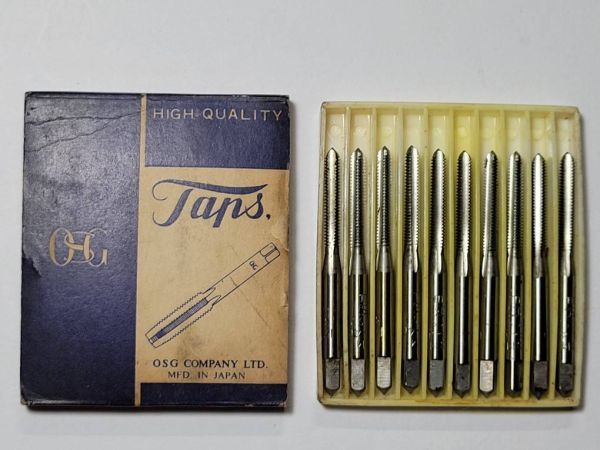 HIGH-QUALITY
Taps.
OSG
OSG COMPANY LTD.
MFD. IN JAPAN